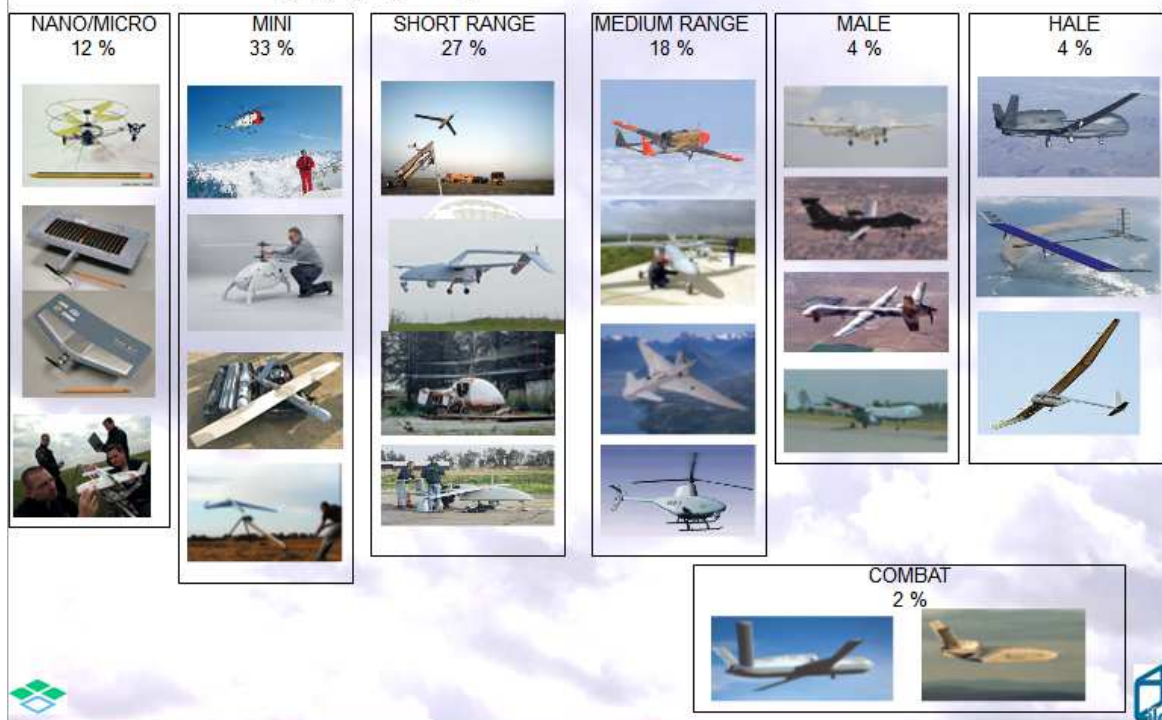 NANO/MICRO
12 %
MINI
33 %
SHORT RANGE
27 %
MEDIUM RANGE
18 %
MALE
4 %
HALE
4 %
COMBAT
2 %